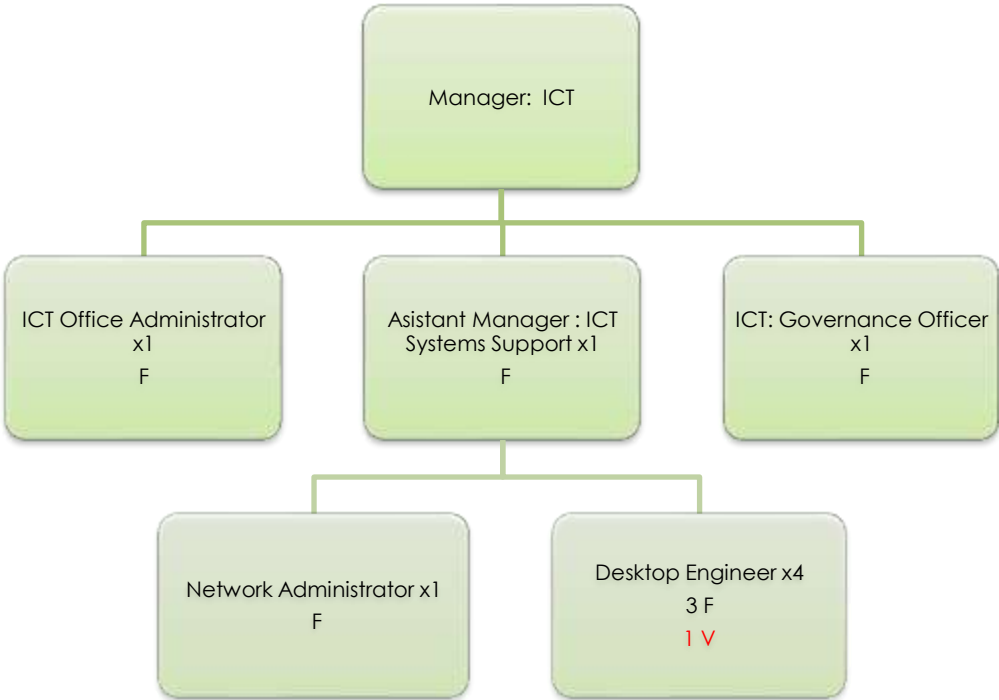 Manager:  ICT
ICT Office Administrator
x1
F
Asistant Manager : ICT
Systems Support x1
F
ICT: Governance Officer
x1
F
Network Administrator x1
F
Desktop Engineer x4
3 F
1 V